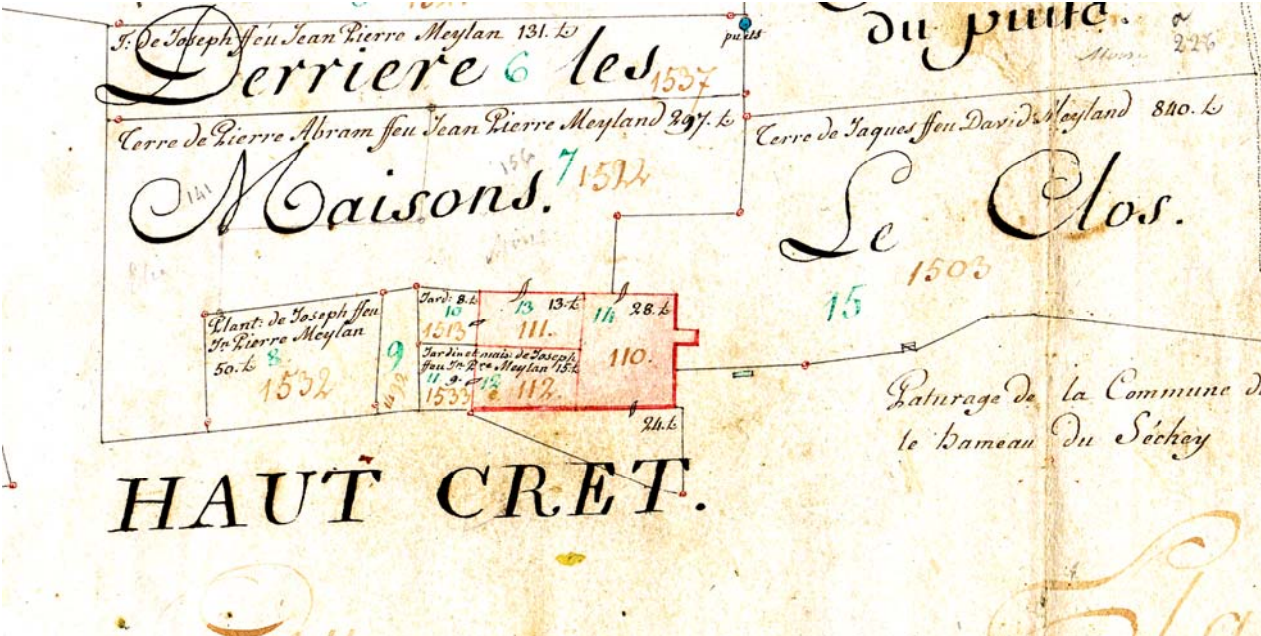 du puits.
228
T: de Joseph ffeu Jean Pierre Meylan 131. t.
puits
Derriere 6 les
1537
Terre de Pierre Abram ffeu Jean Pierre Meyland 297. t.
Terre de Jaques ffeu David Meyland 840. t.
141
156
7 1522
Maisons.
Le Clos.
1503
15
Plant: de Joseph ffeu
Jn Pierre Meylan
50. t. 8
1532
9
Jard: 8. t.
10
1513
13 13. t.
111.
14 28. t.
110.
Jardin et mais: de Joseph
ffeu Jn Pre Meylan 15 t.
11 9. 12
1533 112.
24. t.
Paturage de la Commune
le hameau Du Séchey
HAUT CRET.